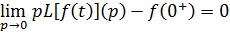 lim_{p→0} pL[f(t)](p) − f(0⁺) = 0